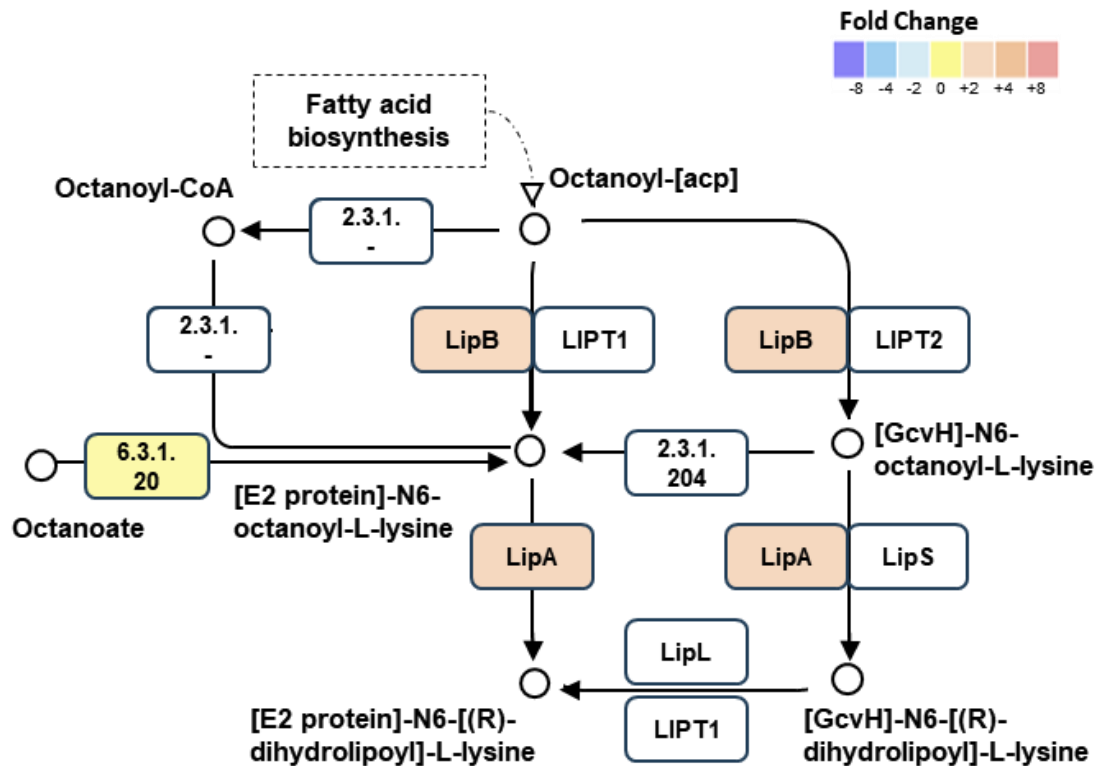 Fold Change
-8 -4 -2 0 +2 +4 +8
Fatty acid
biosynthesis
Octanoyl-CoA
Octanoyl-[acp]
2.3.1.
-
2.3.1.
-
LipB
LIPT1
LipB
LIPT2
6.3.1.
20
Octanoate
[E2 protein]-N6-
octanoyl-L-lysine
2.3.1.
204
[GcvH]-N6-
octanoyl-L-lysine
LipA
LipA
LipS
LipL
LIPT1
[E2 protein]-N6-[(R)-
dihydrolipoyl]-L-lysine
[GcvH]-N6-[(R)-
dihydrolipoyl]-L-lysine